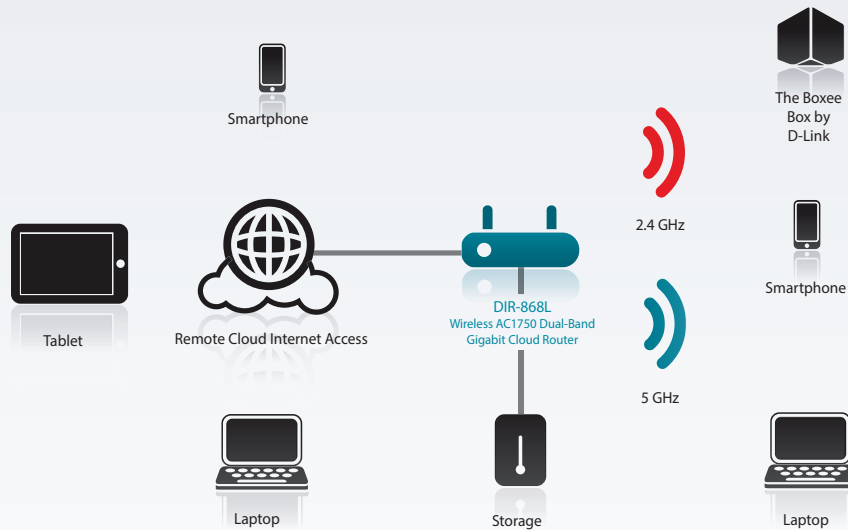 Smartphone
The Boxee
Box by
D-Link
2.4 GHz
Smartphone
DIR-868L
Wireless AC1750 Dual-Band
Gigabit Cloud Router
Tablet
Remote Cloud Internet Access
5 GHz
Laptop
Storage
Laptop